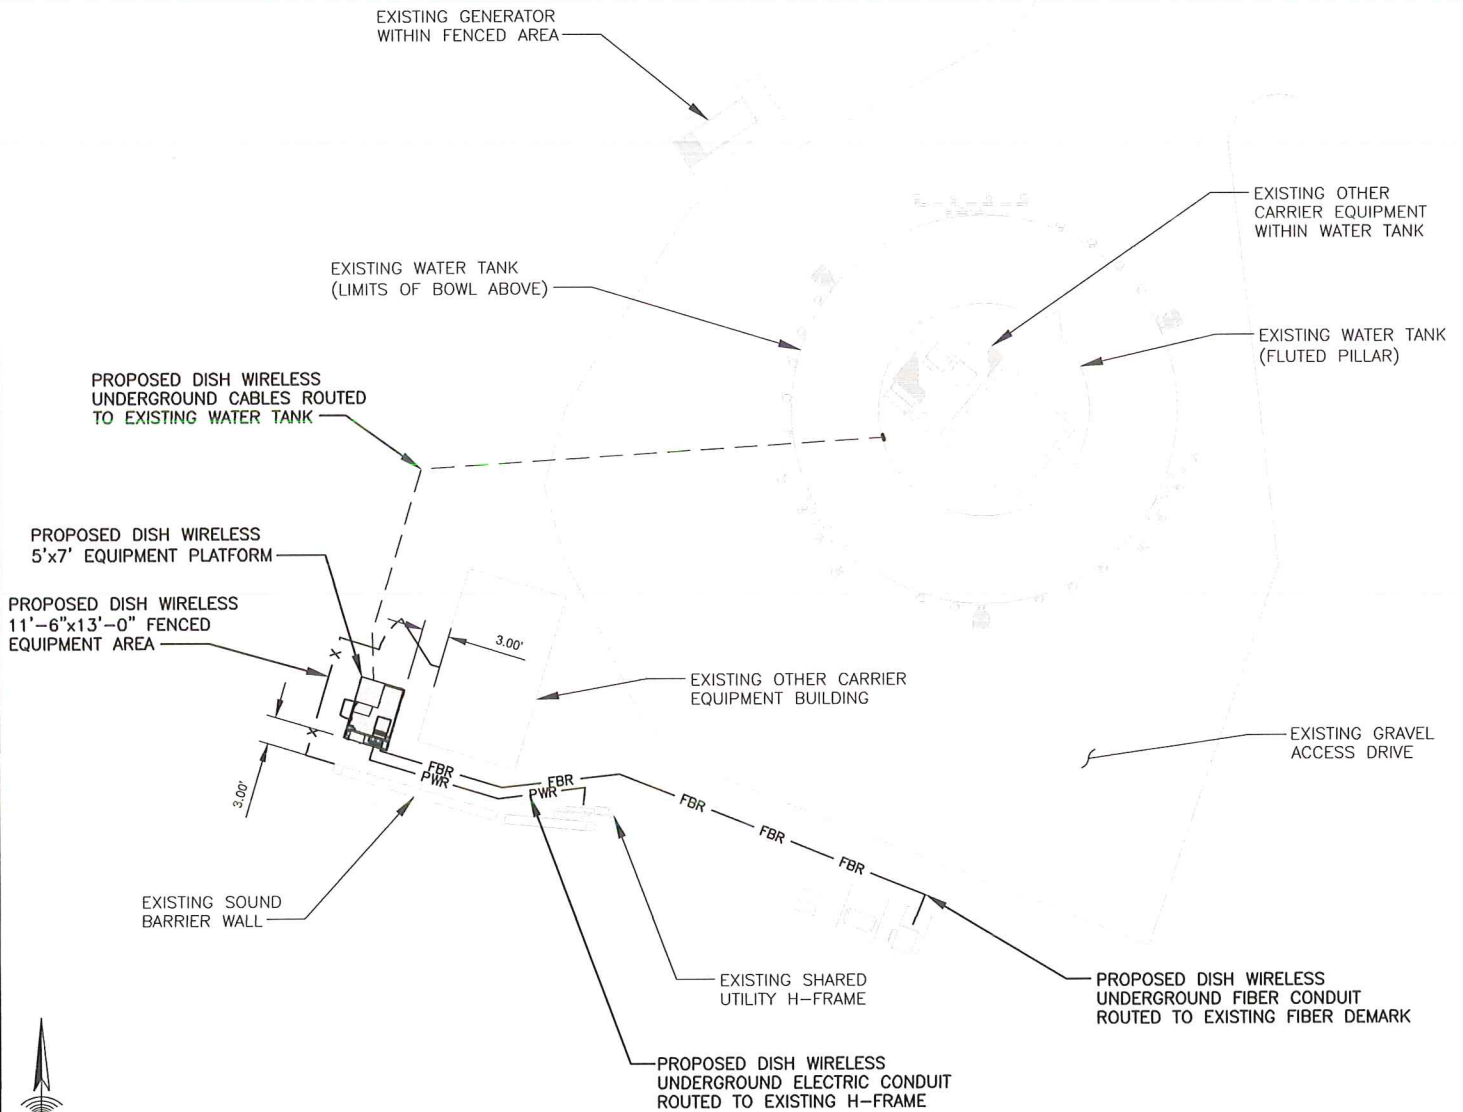 EXISTING GENERATOR
WITHIN FENCED AREA
EXISTING OTHER
CARRIER EQUIPMENT
WITHIN WATER TANK
EXISTING WATER TANK
(LIMITS OF BOWL ABOVE)
EXISTING WATER TANK
(FLUTED PILLAR)
PROPOSED DISH WIRELESS
UNDERGROUND CABLES ROUTED
TO EXISTING WATER TANK
PROPOSED DISH WIRELESS
5'x7' EQUIPMENT PLATFORM
PROPOSED DISH WIRELESS
11'-6"x13'-0" FENCED
EQUIPMENT AREA
X
X
3.00'
3.00'
EXISTING OTHER CARRIER
EQUIPMENT BUILDING
EXISTING GRAVEL
ACCESS DRIVE
FBR
PWR
FBR
PWR
FBR
FBR
FBR
EXISTING SOUND
BARRIER WALL
EXISTING SHARED
UTILITY H-FRAME
PROPOSED DISH WIRELESS
UNDERGROUND FIBER CONDUIT
ROUTED TO EXISTING FIBER DEMARK
PROPOSED DISH WIRELESS
UNDERGROUND ELECTRIC CONDUIT
ROUTED TO EXISTING H-FRAME